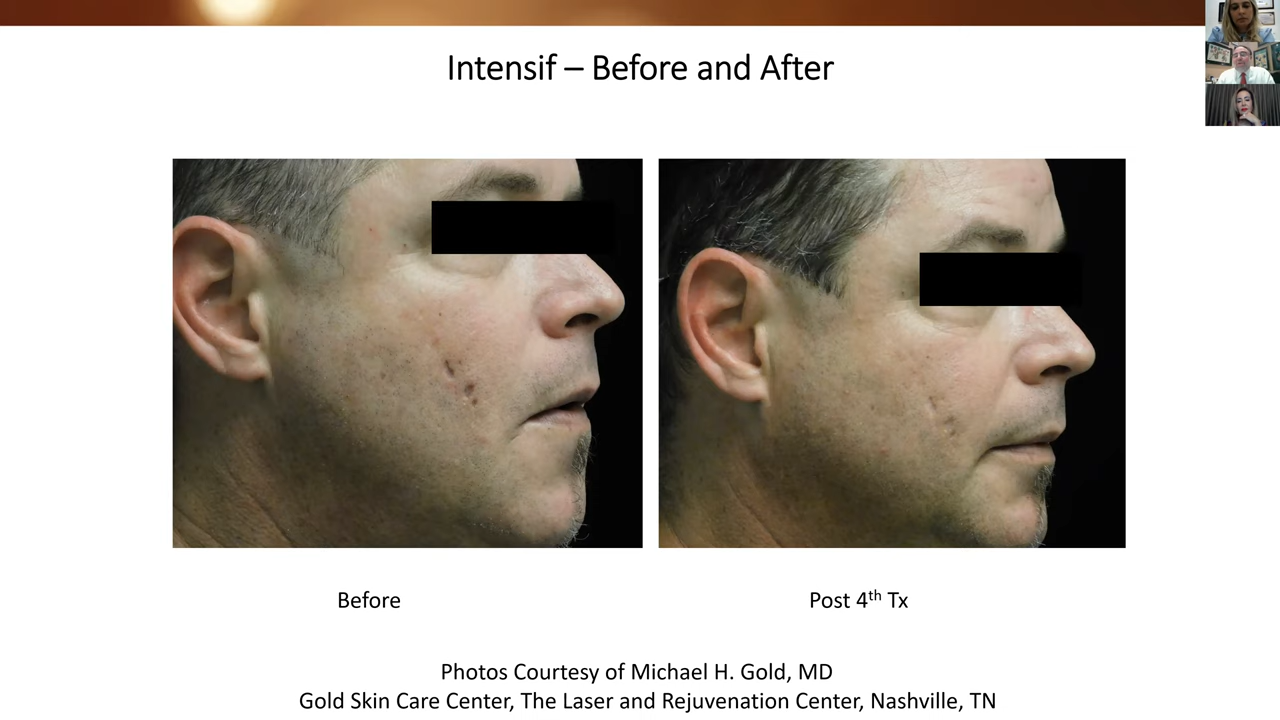 Intensif – Before and After
Before
Post 4th Tx
Photos Courtesy of Michael H. Gold, MD
Gold Skin Care Center, The Laser and Rejuvenation Center, Nashville, TN